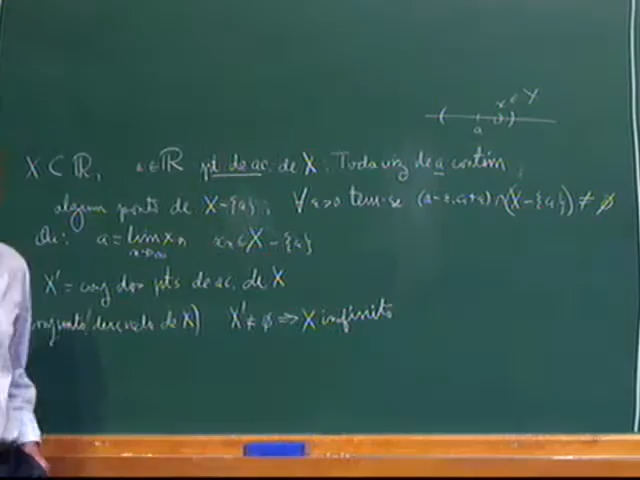 x ∈ X
a
X ⊂ ℝ, a ∈ ℝ pt. de ac. de X: Toda viz de a contém
algum ponto de X-{a}; ∀ ε>0 tem-se (a-ε, a+ε) ∩ (X-{a}) ≠ ∅
Ou: a = lim xn xn ∈ X-{a}
n→∞
X' = conj dos pts de ac. de X
(derivado de X) X' ≠ ∅ ⇒ X infinito